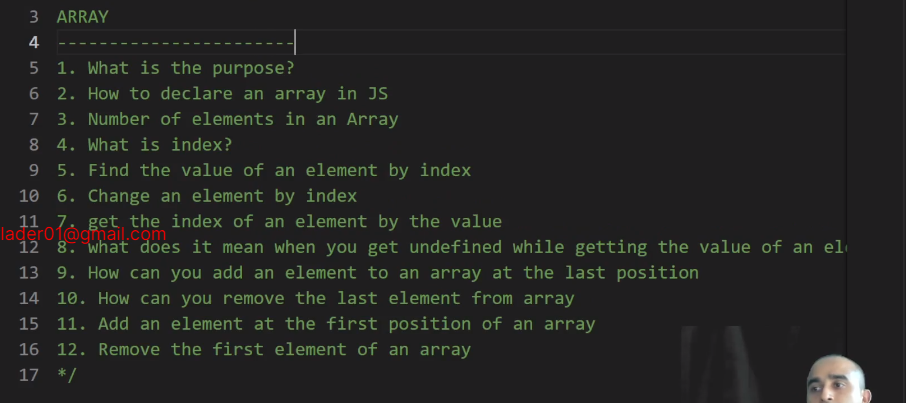 3 ARRAY
4 -----------------------
5 1. What is the purpose?
6 2. How to declare an array in JS
7 3. Number of elements in an Array
8 4. What is index?
9 5. Find the value of an element by index
10 6. Change an element by index
11 7. get the index of an element by the value
lader01@gmail.com
12 8. what does it mean when you get undefined while getting the value of an
13 9. How can you add an element to an array at the last position
14 10. How can you remove the last element from array
15 11. Add an element at the first position of an array
16 12. Remove the first element of an array
17 */